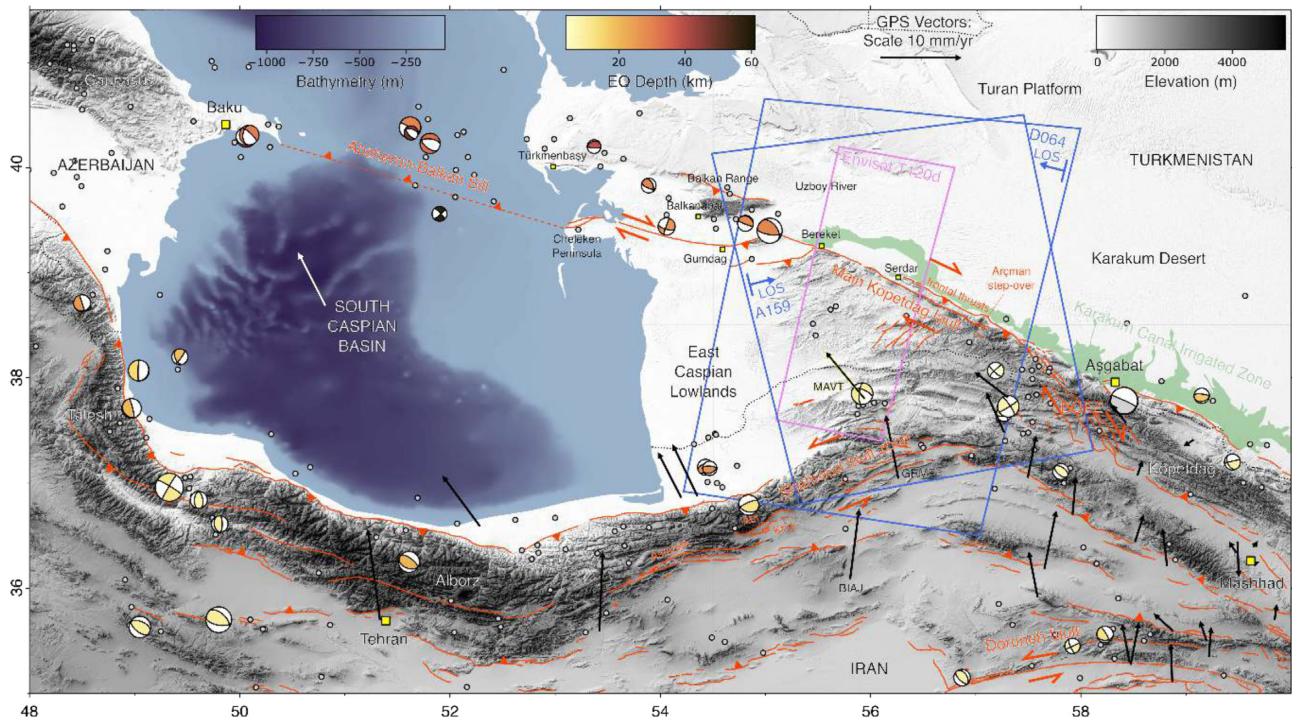 −1000 −750 −500 −250
Bathymetry (m)
20 40 60
EQ Depth (km)
GPS Vectors:
Scale 10 mm/yr
0 2000 4000
Elevation (m)
Caucasus
Baku
AZERBAIJAN
Apsheron-Balkan Sill
Türkmenbaşy
Balkan Range
Balkanabat
Cheleken
Peninsula
Gumdag
Uzboy River
Bereket
Serdar
Turan Platform
D064
LOS
TURKMENISTAN
Envisat T120d
Karakum Desert
Arçman
step-over
frontal thrust
Main Kopetdag fault
LOS
A159
Karakum Canal Irrigated Zone
SOUTH
CASPIAN
BASIN
East
Caspian
Lowlands
MAVT
Aşgabat
Talesh
Kopetdag
GRIV
Alborz
BIAJ
Mashhad
Tehran
IRAN
Doruneh fault
40
38
36
48 50 52 54 56 58